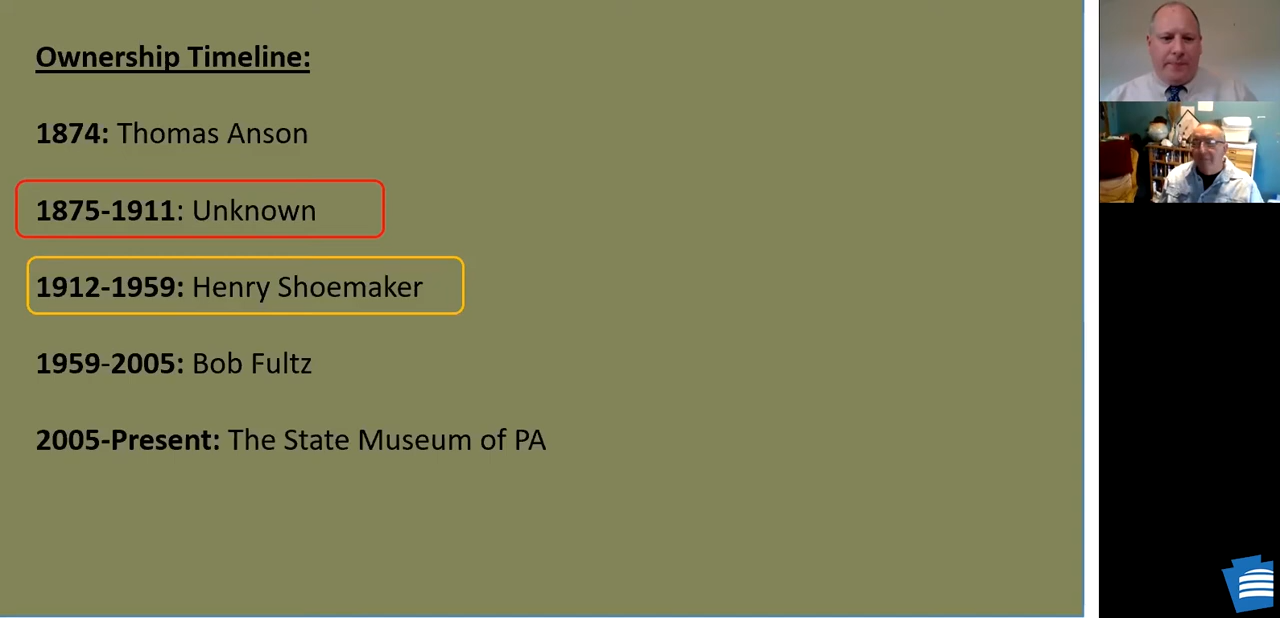 Ownership Timeline:
1874: Thomas Anson
1875-1911: Unknown
1912-1959: Henry Shoemaker
1959-2005: Bob Fultz
2005-Present: The State Museum of PA